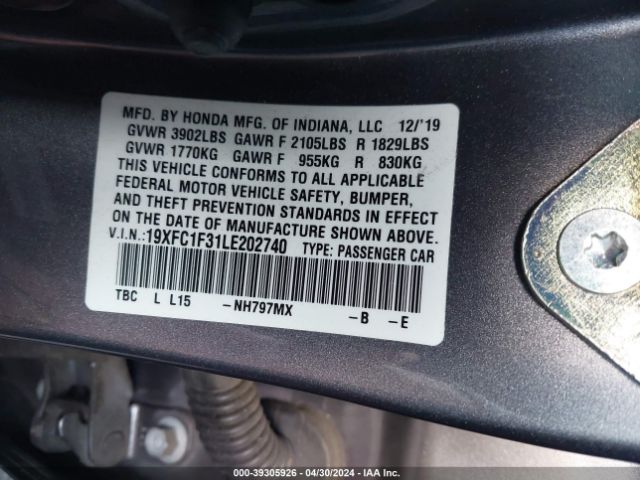 MFD. BY HONDA MFG. OF INDIANA, LLC 12/'19
GVWR 3902LBS GAWR F 2105LBS R 1829LBS
GVWR 1770KG GAWR F 955KG R 830KG
THIS VEHICLE CONFORMS TO ALL APPLICABLE
FEDERAL MOTOR VEHICLE SAFETY, BUMPER,
AND THEFT PREVENTION STANDARDS IN EFFECT
ON THE DATE OF MANUFACTURE SHOWN ABOVE.
V.I.N.:19XFC1F31LE202740 TYPE: PASSENGER CAR
TBC L L15 -NH797MX -B -E
000-39305926 - 04/30/2024 - IAA Inc.